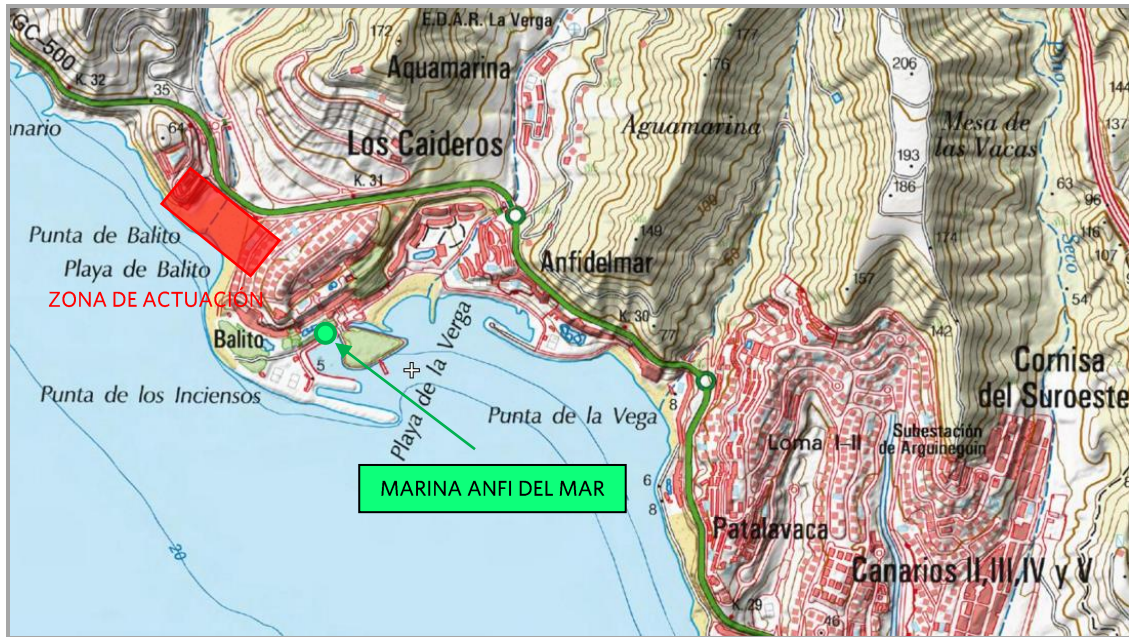 GC-500
K. 32
35
64
172
E.D.A.R. La Verga
Aquamarina
Los Caideros
K. 31
177
176
Aguamarina
206
Mesa de
las Vacas
193
186
Pino
Seco
144
137
63
96
116
107
54
anario
Punta de Balito
Playa de Balito
ZONA DE ACTUACIÓN
Balito
5
Punta de los Inciensos
Anfidelmar
149
174
157
142
K. 30
77
Playa de la Verga
Punta de la Vega
8
6
8
MARINA ANFI DEL MAR
Cornisa
del Suroeste
Loma I-II
Subestación
de Arguineguín
Patalavaca
Canarios II,III,IV y V
20
K. 29
46